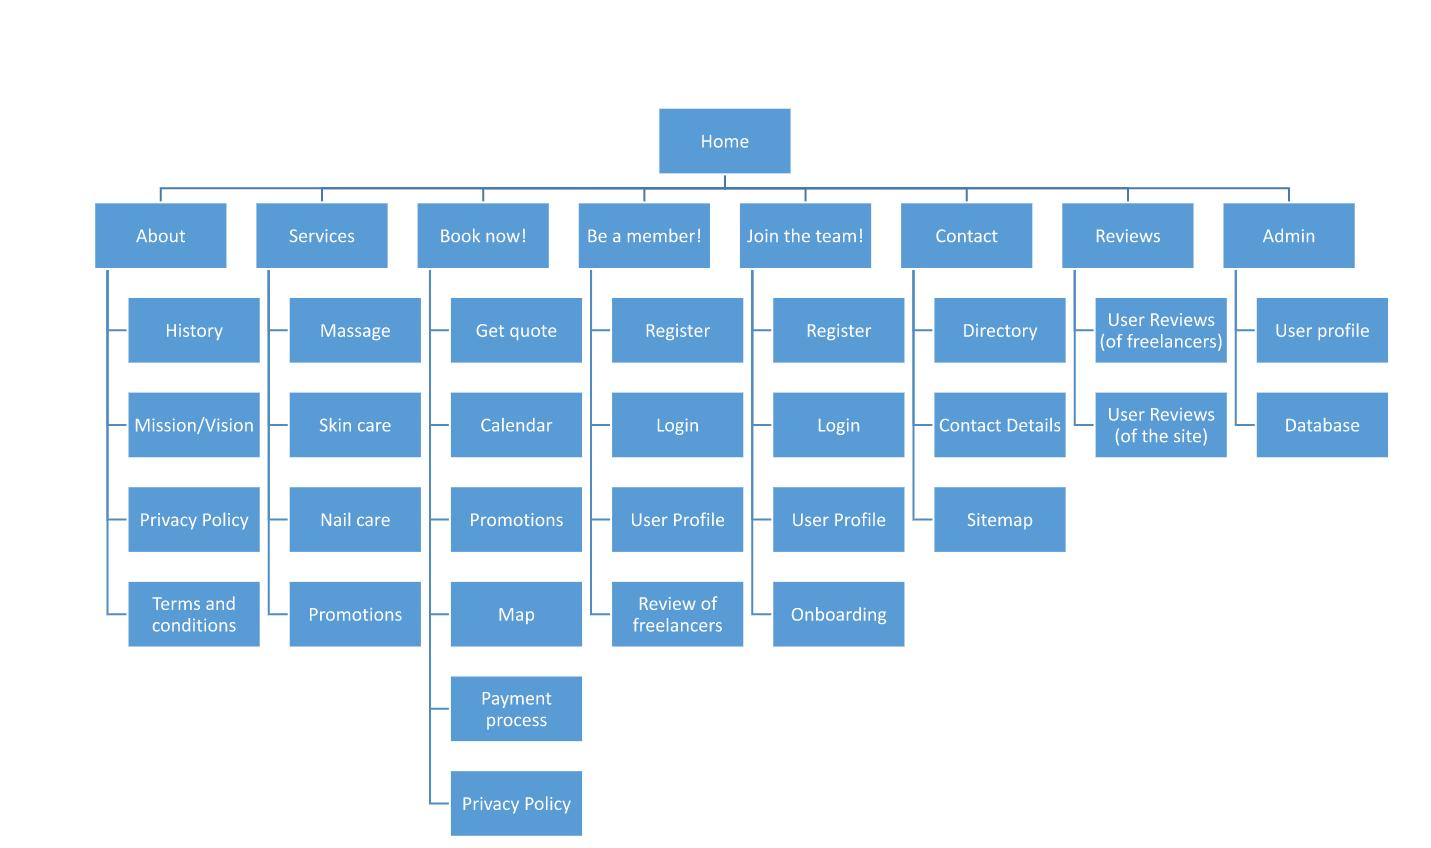 Home
About
Services
Book now!
Be a member!
Join the team!
Contact
Reviews
Admin
History
Massage
Get quote
Register
Register
Directory
User Reviews
(of freelancers)
User profile
Mission/Vision
Skin care
Calendar
Login
Login
Contact Details
User Reviews
(of the site)
Database
Privacy Policy
Nail care
Promotions
User Profile
User Profile
Sitemap
Terms and
conditions
Promotions
Map
Review of
freelancers
Onboarding
Payment
process
Privacy Policy